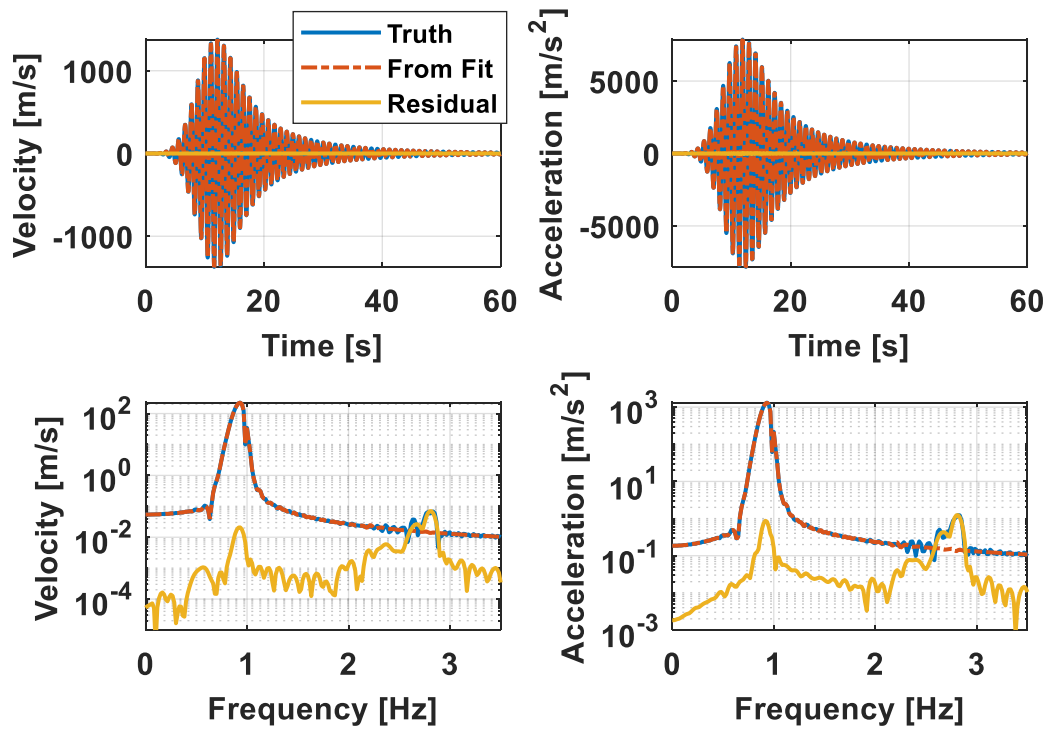 Truth
From Fit
Residual
Velocity [m/s]
1000
0
-1000
0 20 40 60
Time [s]
Acceleration [m/s²]
5000
0
-5000
0 20 40 60
Time [s]
Velocity [m/s]
10²
10⁰
10⁻²
10⁻⁴
0 1 2 3
Frequency [Hz]
Acceleration [m/s²]
10³
10¹
10⁻¹
10⁻³
0 1 2 3
Frequency [Hz]